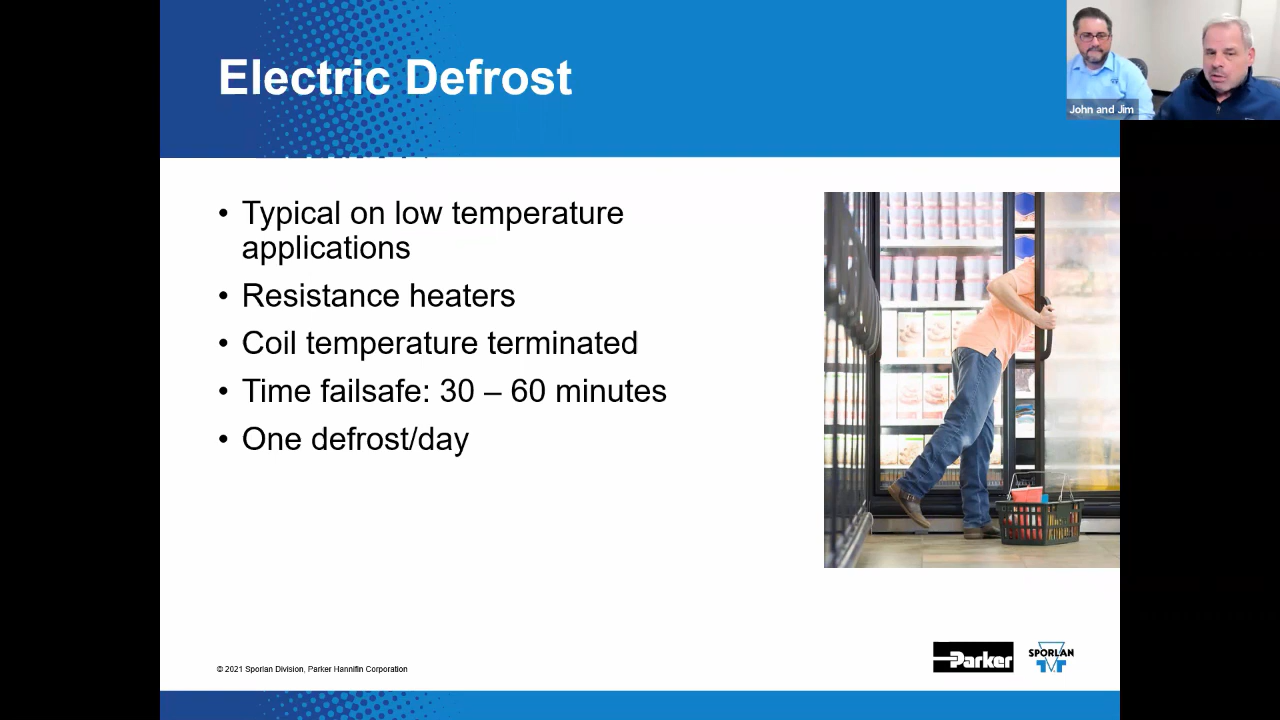 Electric Defrost
John and Jim
• Typical on low temperature
applications
• Resistance heaters
• Coil temperature terminated
• Time failsafe: 30 – 60 minutes
• One defrost/day
© 2021 Sporlan Division, Parker Hannifin Corporation
Parker
SPORLAN